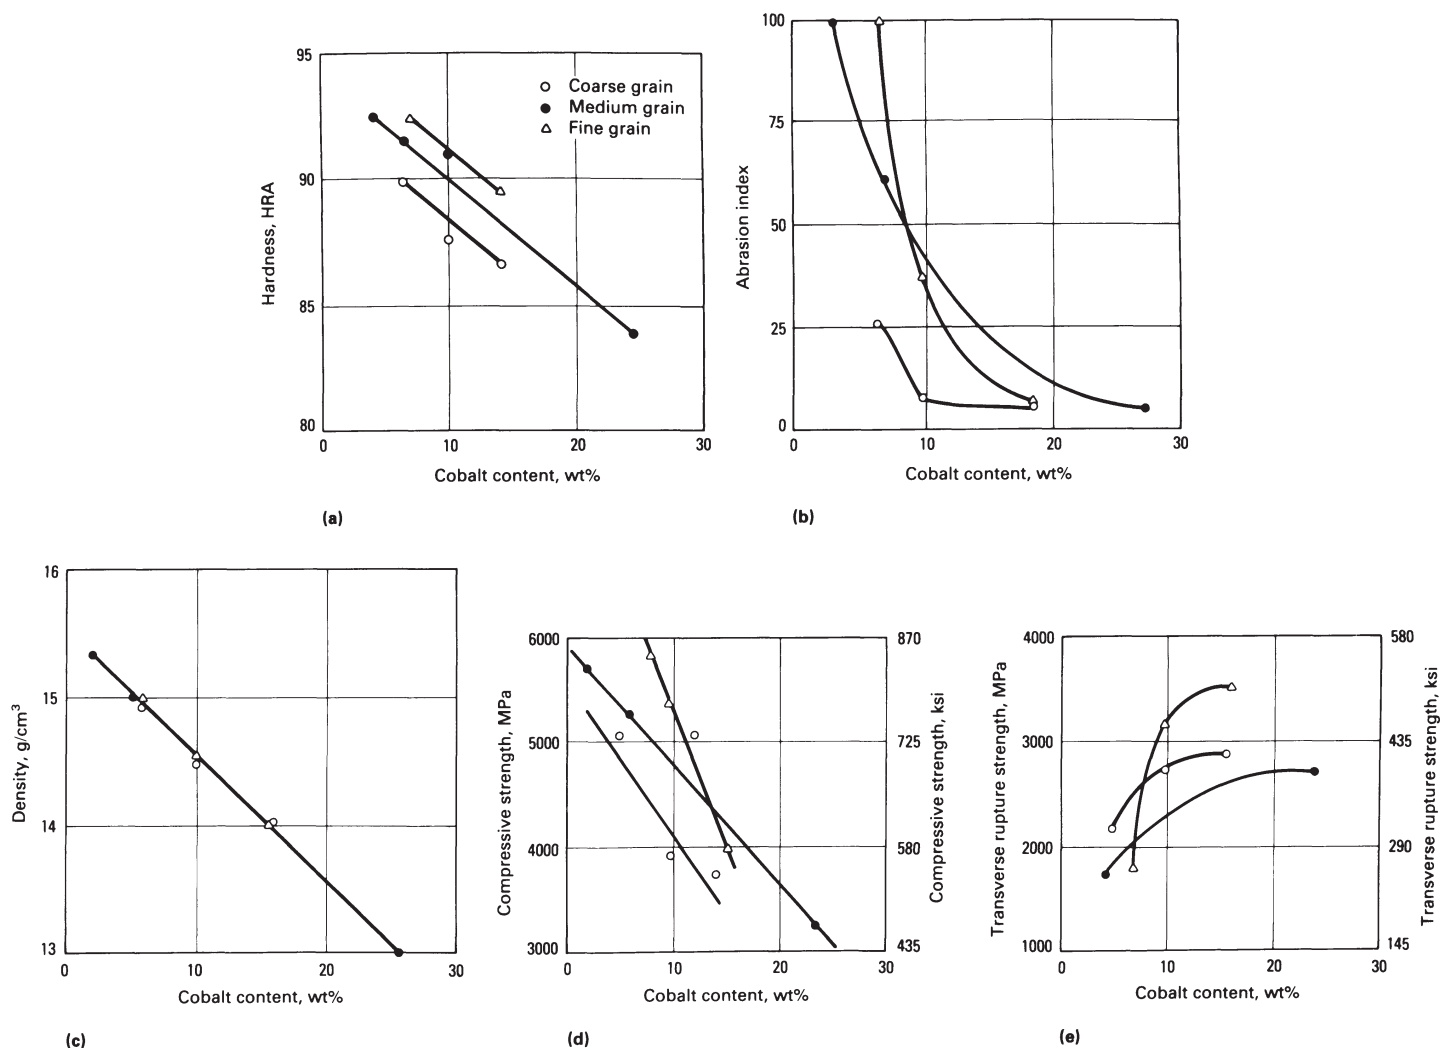 95
90
85
80
0
10
20
30
Hardness, HRA
Cobalt content, wt%
Coarse grain
Medium grain
Fine grain
(a)
100
75
50
25
0
0
10
20
30
Abrasion index
Cobalt content, wt%
(b)
16
15
14
13
0
10
20
30
Density, g/cm³
Cobalt content, wt%
(c)
6000
5000
4000
3000
0
10
20
30
Compressive strength, MPa
870
725
580
435
Compressive strength, ksi
Cobalt content, wt%
(d)
4000
3000
2000
1000
0
10
20
30
Transverse rupture strength, MPa
580
435
290
145
Transverse rupture strength, ksi
Cobalt content, wt%
(e)